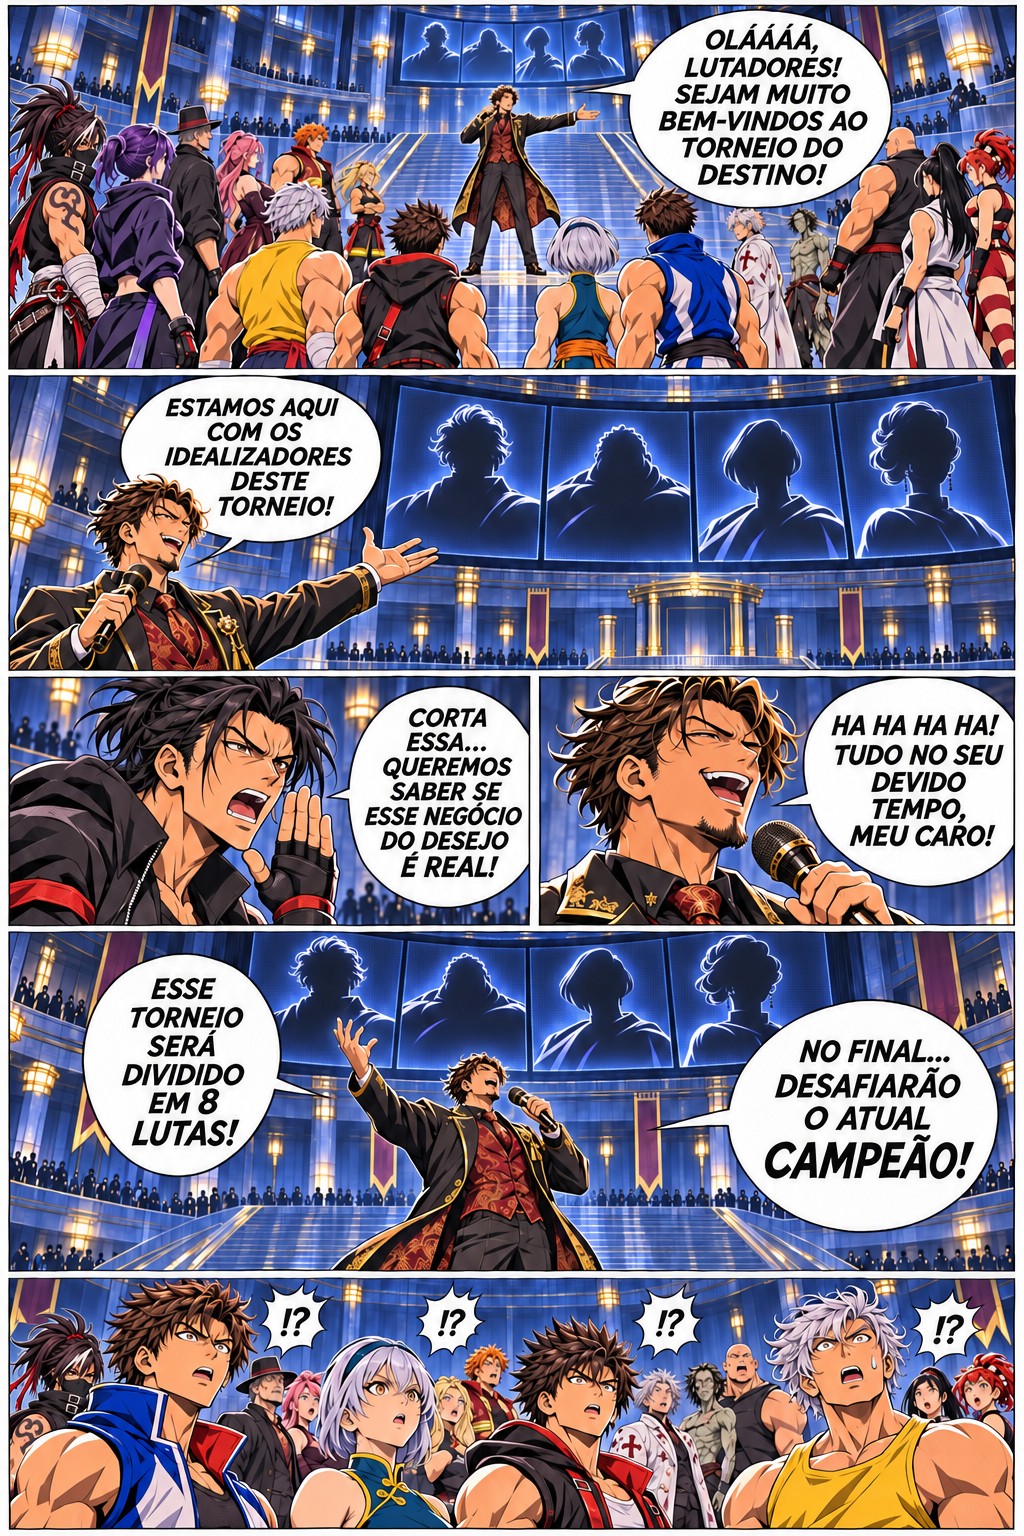 OLÁÁÁÁ,
LUTADORES!
SEJAM MUITO
BEM-VINDOS AO
TORNEIO DO
DESTINO!
ESTAMOS AQUI
COM OS
IDEALIZADORES
DESTE
TORNEIO!
CORTA
ESSA...
QUEREMOS
SABER SE
ESSE NEGÓCIO
DO DESEJO
É REAL!
HA HA HA HA!
TUDO NO SEU
DEVIDO
TEMPO,
MEU CARO!
ESSE
TORNEIO
SERÁ
DIVIDIDO
EM 8
LUTAS!
NO FINAL...
DESAFIARÃO
O ATUAL
CAMPEÃO!
!?
!?
!?
!?